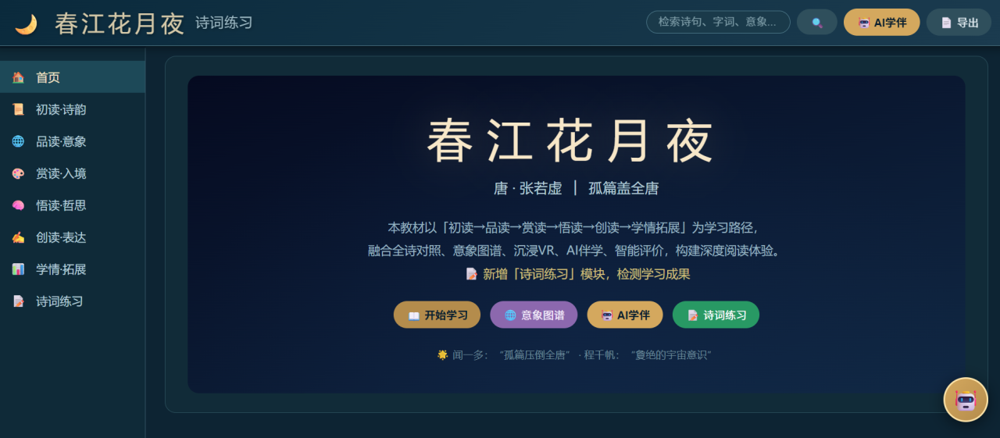 春江花月夜 诗词练习
检索诗句、字词、意象...
AI学伴
导出
首页
初读·诗韵
品读·意象
赏读·入境
悟读·哲思
创读·表达
学情·拓展
诗词练习
春江花月夜
唐 · 张若虚 | 孤篇盖全唐
本教材以「初读→品读→赏读→悟读→创读→学情拓展」为学习路径，
融合全诗对照、意象图谱、沉浸VR、AI伴学、智能评价，构建深度阅读体验。
新增「诗词练习」模块，检测学习成果
开始学习
意象图谱
AI学伴
诗词练习
闻一多：“孤篇压倒全唐” · 程千帆：“敻绝的宇宙意识”